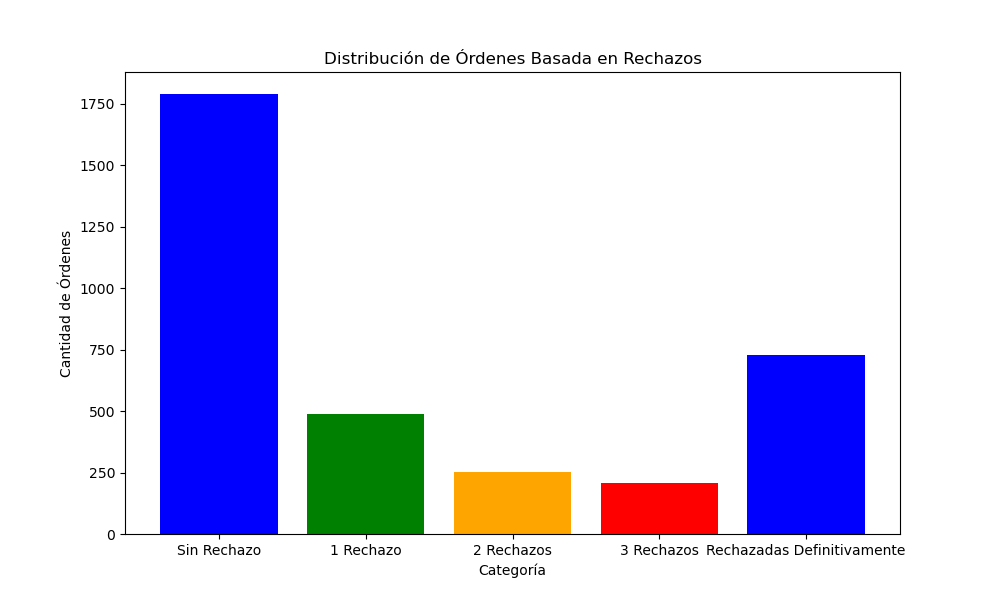 Distribución de Órdenes Basada en Rechazos
Cantidad de Órdenes
1750
1500
1250
1000
750
500
250
0
Sin Rechazo
1 Rechazo
2 Rechazos
3 Rechazos
Rechazadas Definitivamente
Categoría